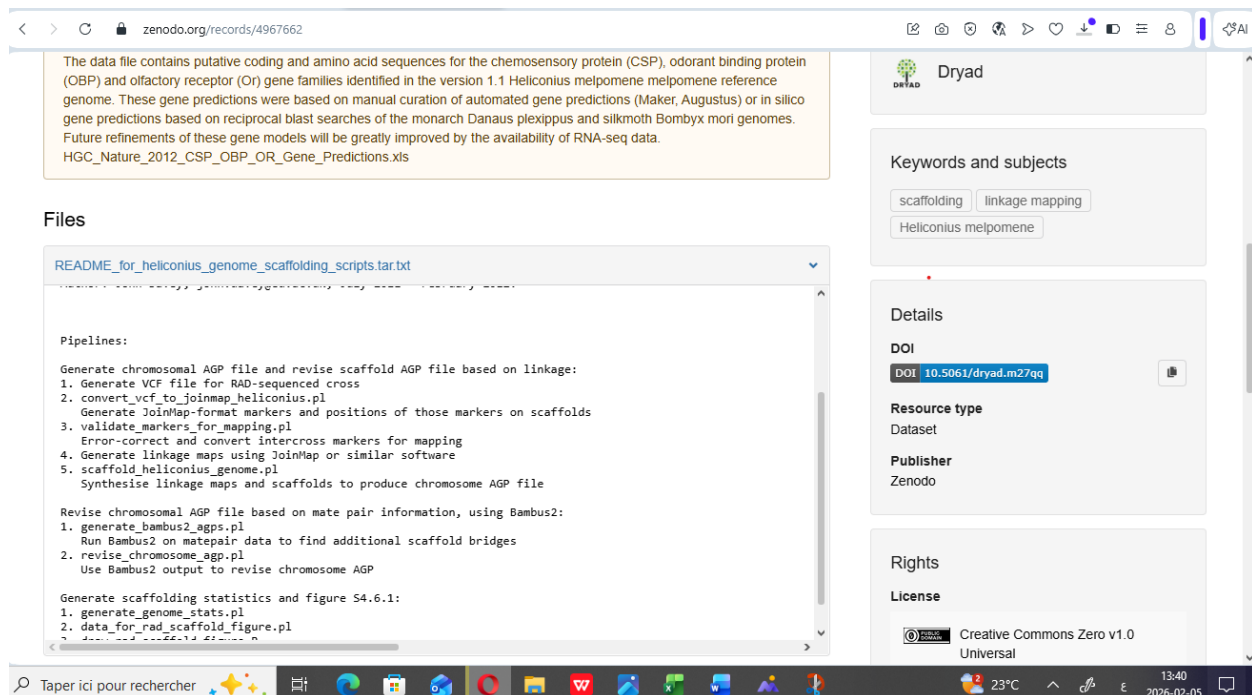 zenodo.org/records/4967662
AI
The data file contains putative coding and amino acid sequences for the chemosensory protein (CSP), odorant binding protein
(OBP) and olfactory receptor (Or) gene families identified in the version 1.1 Heliconius melpomene melpomene reference
genome. These gene predictions were based on manual curation of automated gene predictions (Maker, Augustus) or in silico
gene predictions based on reciprocal blast searches of the monarch Danaus plexippus and silkmoth Bombyx mori genomes.
Future refinements of these gene models will be greatly improved by the availability of RNA-seq data.
HGC_Nature_2012_CSP_OBP_OR_Gene_Predictions.xls
Files
README_for_heliconius_genome_scaffolding_scripts.tar.txt
Pipelines:
Generate chromosomal AGP file and revise scaffold AGP file based on linkage:
1. Generate VCF file for RAD-sequenced cross
2. convert_vcf_to_joinmap_heliconius.pl
Generate JoinMap-format markers and positions of those markers on scaffolds
3. validate_markers_for_mapping.pl
Error-correct and convert intercross markers for mapping
4. Generate linkage maps using JoinMap or similar software
5. scaffold_heliconius_genome.pl
Synthesise linkage maps and scaffolds to produce chromosome AGP file
Revise chromosomal AGP file based on mate pair information, using Bambus2:
1. generate_bambus2_agps.pl
Run Bambus2 on matepair data to find additional scaffold bridges
2. revise_chromosome_agp.pl
Use Bambus2 output to revise chromosome AGP
Generate scaffolding statistics and figure S4.6.1:
1. generate_genome_stats.pl
2. data_for_rad_scaffold_figure.pl
DRYAD
Dryad
Keywords and subjects
scaffolding
linkage mapping
Heliconius melpomene
Details
DOI
DOI 10.5061/dryad.m27qq
Resource type
Dataset
Publisher
Zenodo
Rights
License
PUBLIC DOMAIN
Creative Commons Zero v1.0
Universal
Taper ici pour rechercher
2
23°C
ع
13:40
2026-02-05